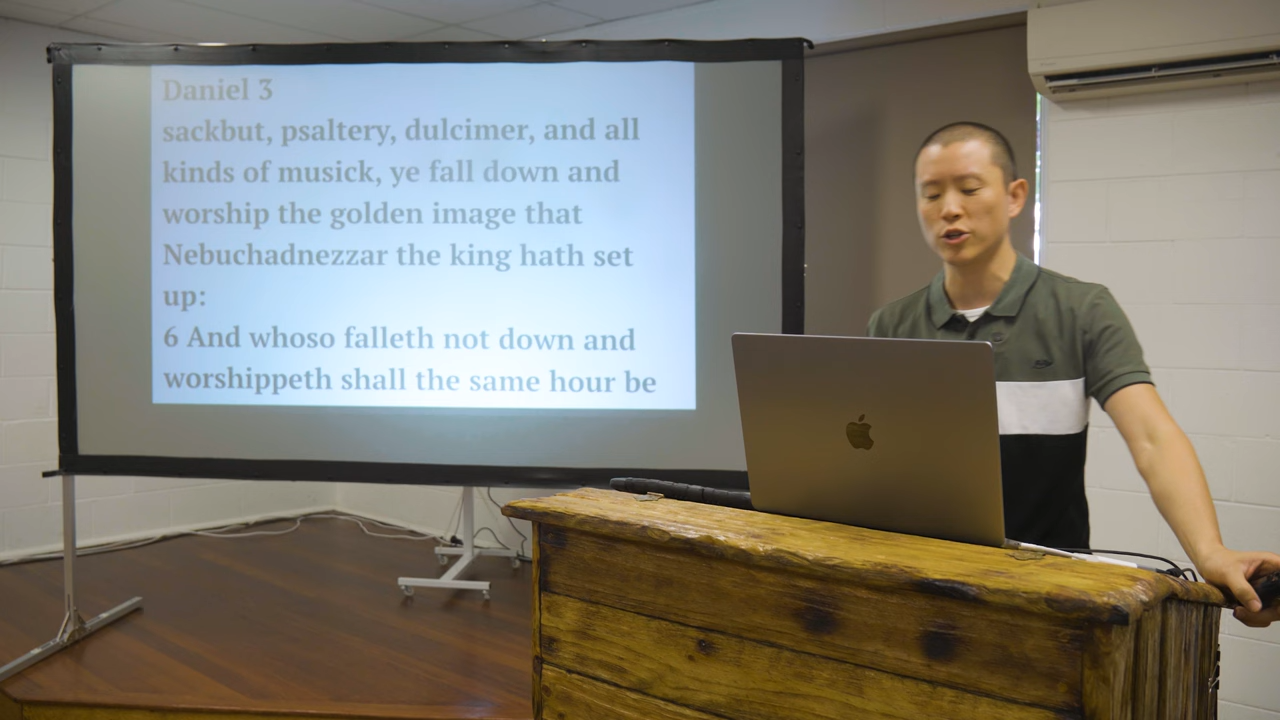 Daniel 3
sackbut, psaltery, dulcimer, and all
kinds of musick, ye fall down and
worship the golden image that
Nebuchadnezzar the king hath set
up:
6 And whoso falleth not down and
worshippeth shall the same hour be